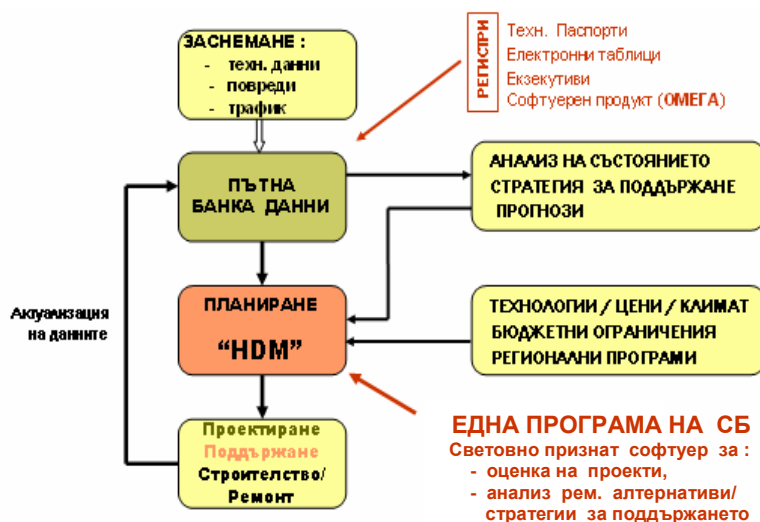 ЗАСНЕМАНЕ :
- техн. данни
- повреди
- трафик
РЕГИСТРИ
Техн. Паспорти
Електронни таблици
Екзекутиви
Софтуерен продукт (ОМЕГА)
ПЪТНА
БАНКА ДАННИ
АНАЛИЗ НА СЪСТОЯНИЕТО
СТРАТЕГИЯ ЗА ПОДДЪРЖАНЕ
ПРОГНОЗИ
Актуализация
на данните
ПЛАНИРАНЕ
“HDM”
ТЕХНОЛОГИИ / ЦЕНИ / КЛИМАТ
БЮДЖЕТНИ ОГРАНИЧЕНИЯ
РЕГИОНАЛНИ ПРОГРАМИ
Проектиране
Поддържане
Строителство/
Ремонт
ЕДНА ПРОГРАМА НА СБ
Световно признат софтуер за :
- оценка на проекти,
- анализ рем. алтернативи/
стратегии за поддържането